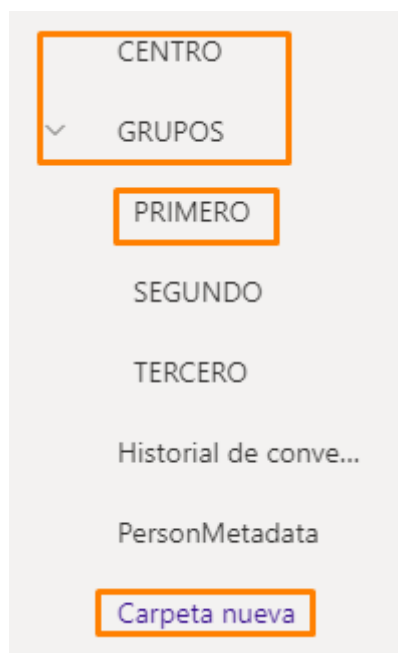 CENTRO
GRUPOS
PRIMERO
SEGUNDO
TERCERO
Historial de conve...
PersonMetadata
Carpeta nueva